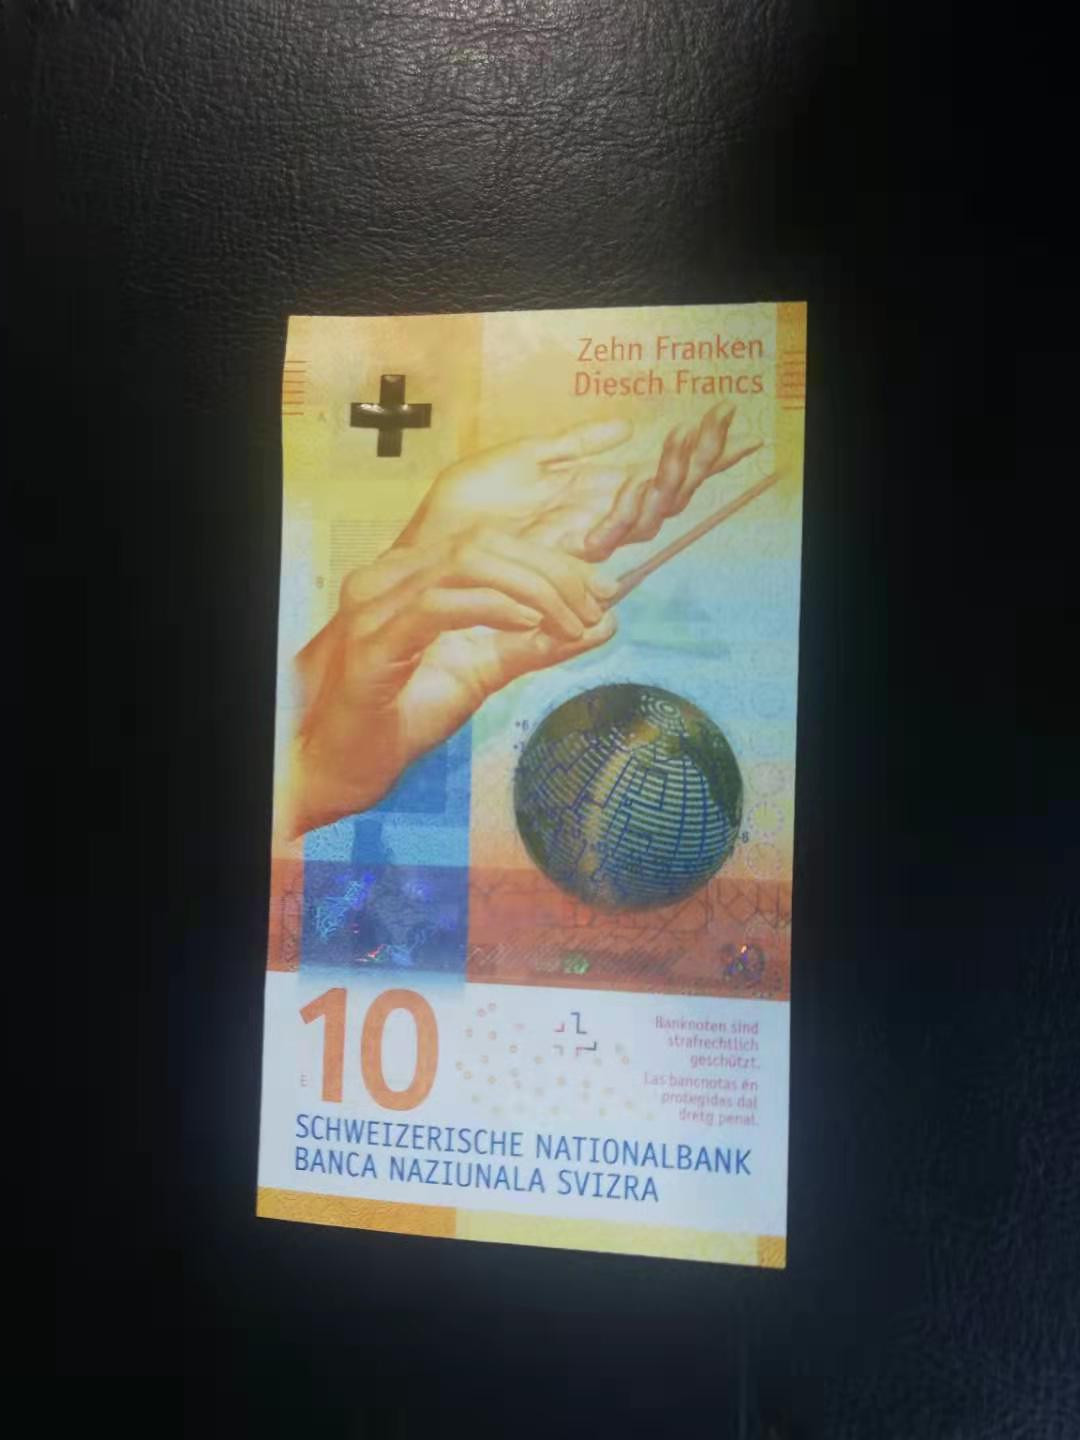 Zehn Franken
Diesch Francs
10
Banknoten sind
strafrechtlich
geschützt.
Las bancnotas èn
protegidas dal
dretg penal.
E
SCHWEIZERISCHE NATIONALBANK
BANCA NAZIUNALA SVIZRA